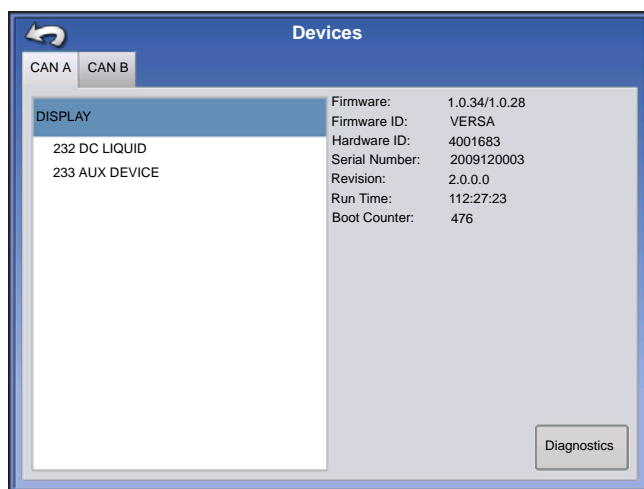 Devices
CAN A CAN B
DISPLAY
232 DC LIQUID
233 AUX DEVICE
Firmware: 1.0.34/1.0.28
Firmware ID: VERSA
Hardware ID: 4001683
Serial Number: 2009120003
Revision: 2.0.0.0
Run Time: 112:27:23
Boot Counter: 476
Diagnostics